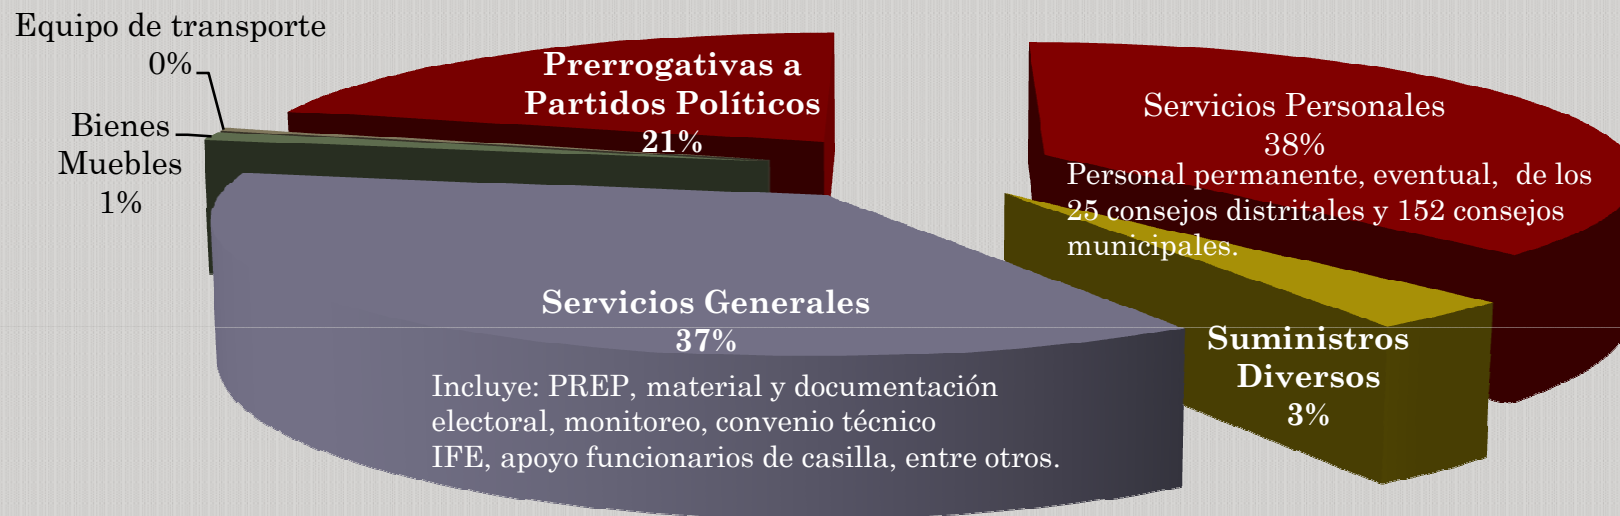 Equipo de transporte
0%
Bienes
Muebles
1%
Prerrogativas a
Partidos Políticos
21%
Servicios Personales
38%
Personal permanente, eventual,  de los
25 consejos distritales y 152 consejos
municipales.
Servicios Generales
37%
Incluye: PREP, material y documentación
electoral, monitoreo, convenio técnico
IFE, apoyo funcionarios de casilla, entre otros.
Suministros
Diversos
3%